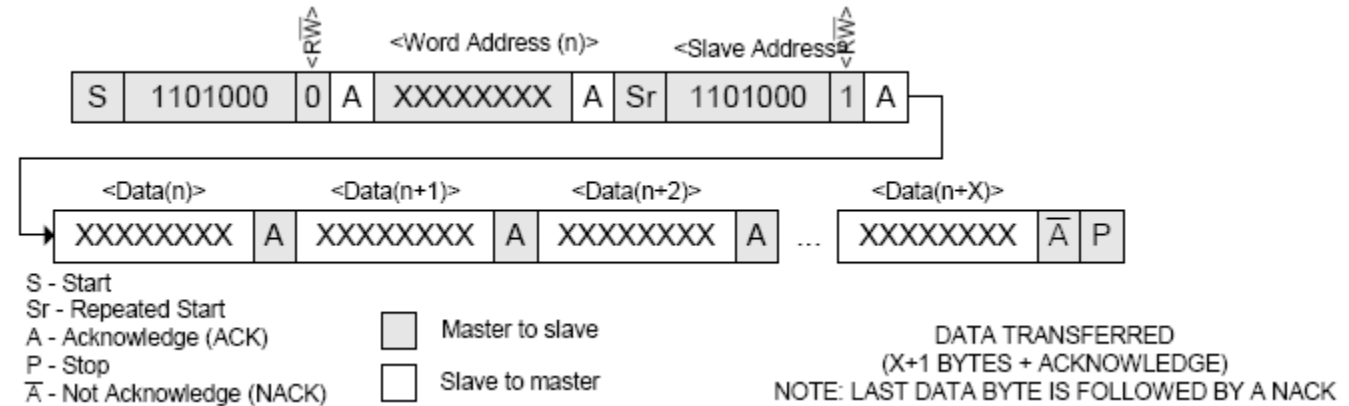 <RW̅> <Word Address (n)> <Slave Address> <RW̅>
S 1101000 0 A XXXXXXXX A Sr 1101000 1 A
<Data(n)> <Data(n+1)> <Data(n+2)> <Data(n+X)>
XXXXXXXX A XXXXXXXX A XXXXXXXX A ... XXXXXXXX A̅ P
S - Start
Sr - Repeated Start
A - Acknowledge (ACK)
P - Stop
A̅ - Not Acknowledge (NACK)
Master to slave
Slave to master
DATA TRANSFERRED
(X+1 BYTES + ACKNOWLEDGE)
NOTE: LAST DATA BYTE IS FOLLOWED BY A NACK